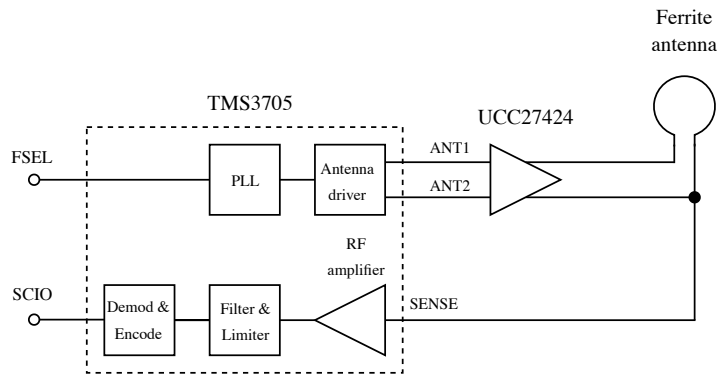 Ferrite
antenna
TMS3705
UCC27424
FSEL
PLL
Antenna
driver
ANT1
ANT2
RF
amplifier
SCIO
Demod &
Encode
Filter &
Limiter
SENSE